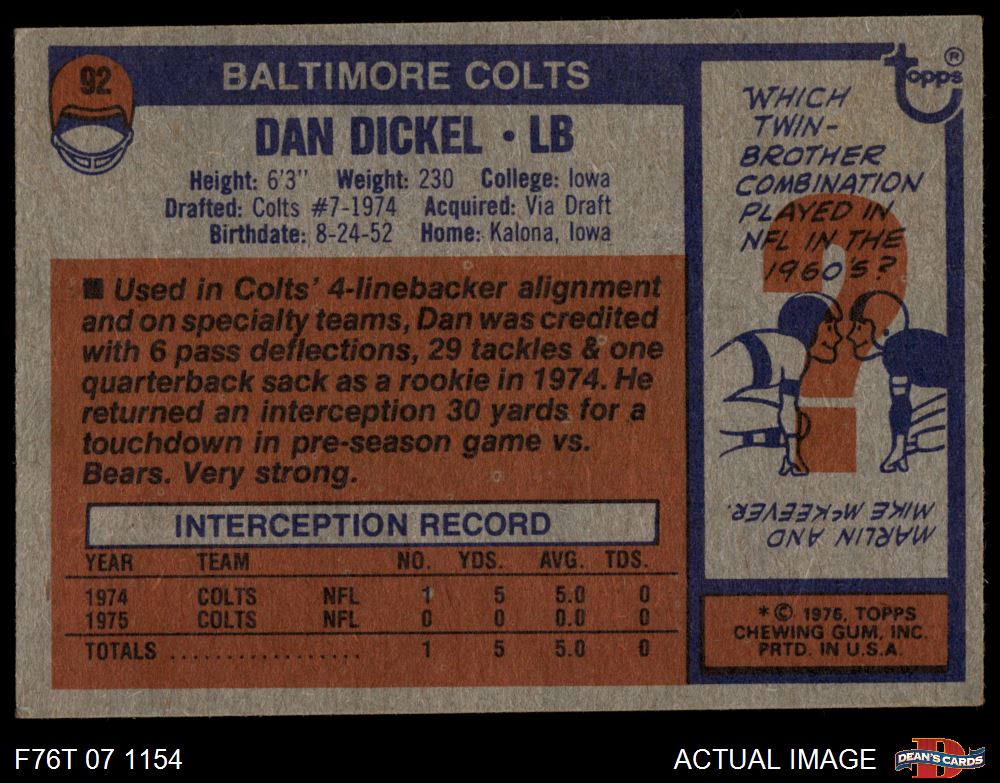 92
BALTIMORE COLTS
DAN DICKEL • LB
Height: 6'3" Weight: 230 College: Iowa
Drafted: Colts #7-1974 Acquired: Via Draft
Birthdate: 8-24-52 Home: Kalona, Iowa
■ Used in Colts' 4-linebacker alignment
and on specialty teams, Dan was credited
with 6 pass deflections, 29 tackles & one
quarterback sack as a rookie in 1974. He
returned an interception 30 yards for a
touchdown in pre-season game vs.
Bears. Very strong.
INTERCEPTION RECORD
YEAR TEAM NO. YDS. AVG. TDS.
1974 COLTS NFL 1 5 5.0 0
1975 COLTS NFL 0 0 0.0 0
TOTALS .................. 1 5 5.0 0
topps®
WHICH
TWIN-
BROTHER
COMBINATION
PLAYED IN
NFL IN THE
1960'S?
?
MARLIN AND
MIKE McKEEVER.
* © 1976, TOPPS
CHEWING GUM, INC.
PRTD. IN U.S.A.
F76T 07 1154
ACTUAL IMAGE
D
DEAN'S CARDS